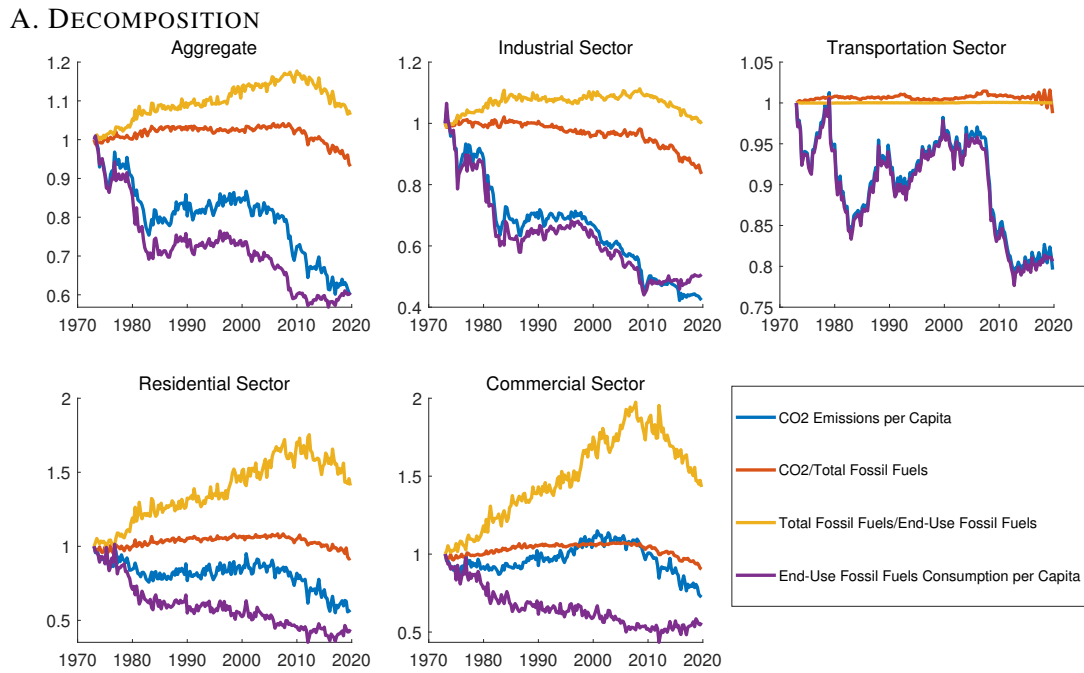 A. DECOMPOSITION
Aggregate
1.2
1.1
1
0.9
0.8
0.7
0.6
1970 1980 1990 2000 2010 2020
Industrial Sector
1.2
1
0.8
0.6
0.4
1970 1980 1990 2000 2010 2020
Transportation Sector
1.05
1
0.95
0.9
0.85
0.8
0.75
1970 1980 1990 2000 2010 2020
Residential Sector
2
1.5
1
0.5
1970 1980 1990 2000 2010 2020
Commercial Sector
2
1.5
1
0.5
1970 1980 1990 2000 2010 2020
CO2 Emissions per Capita
CO2/Total Fossil Fuels
Total Fossil Fuels/End-Use Fossil Fuels
End-Use Fossil Fuels Consumption per Capita